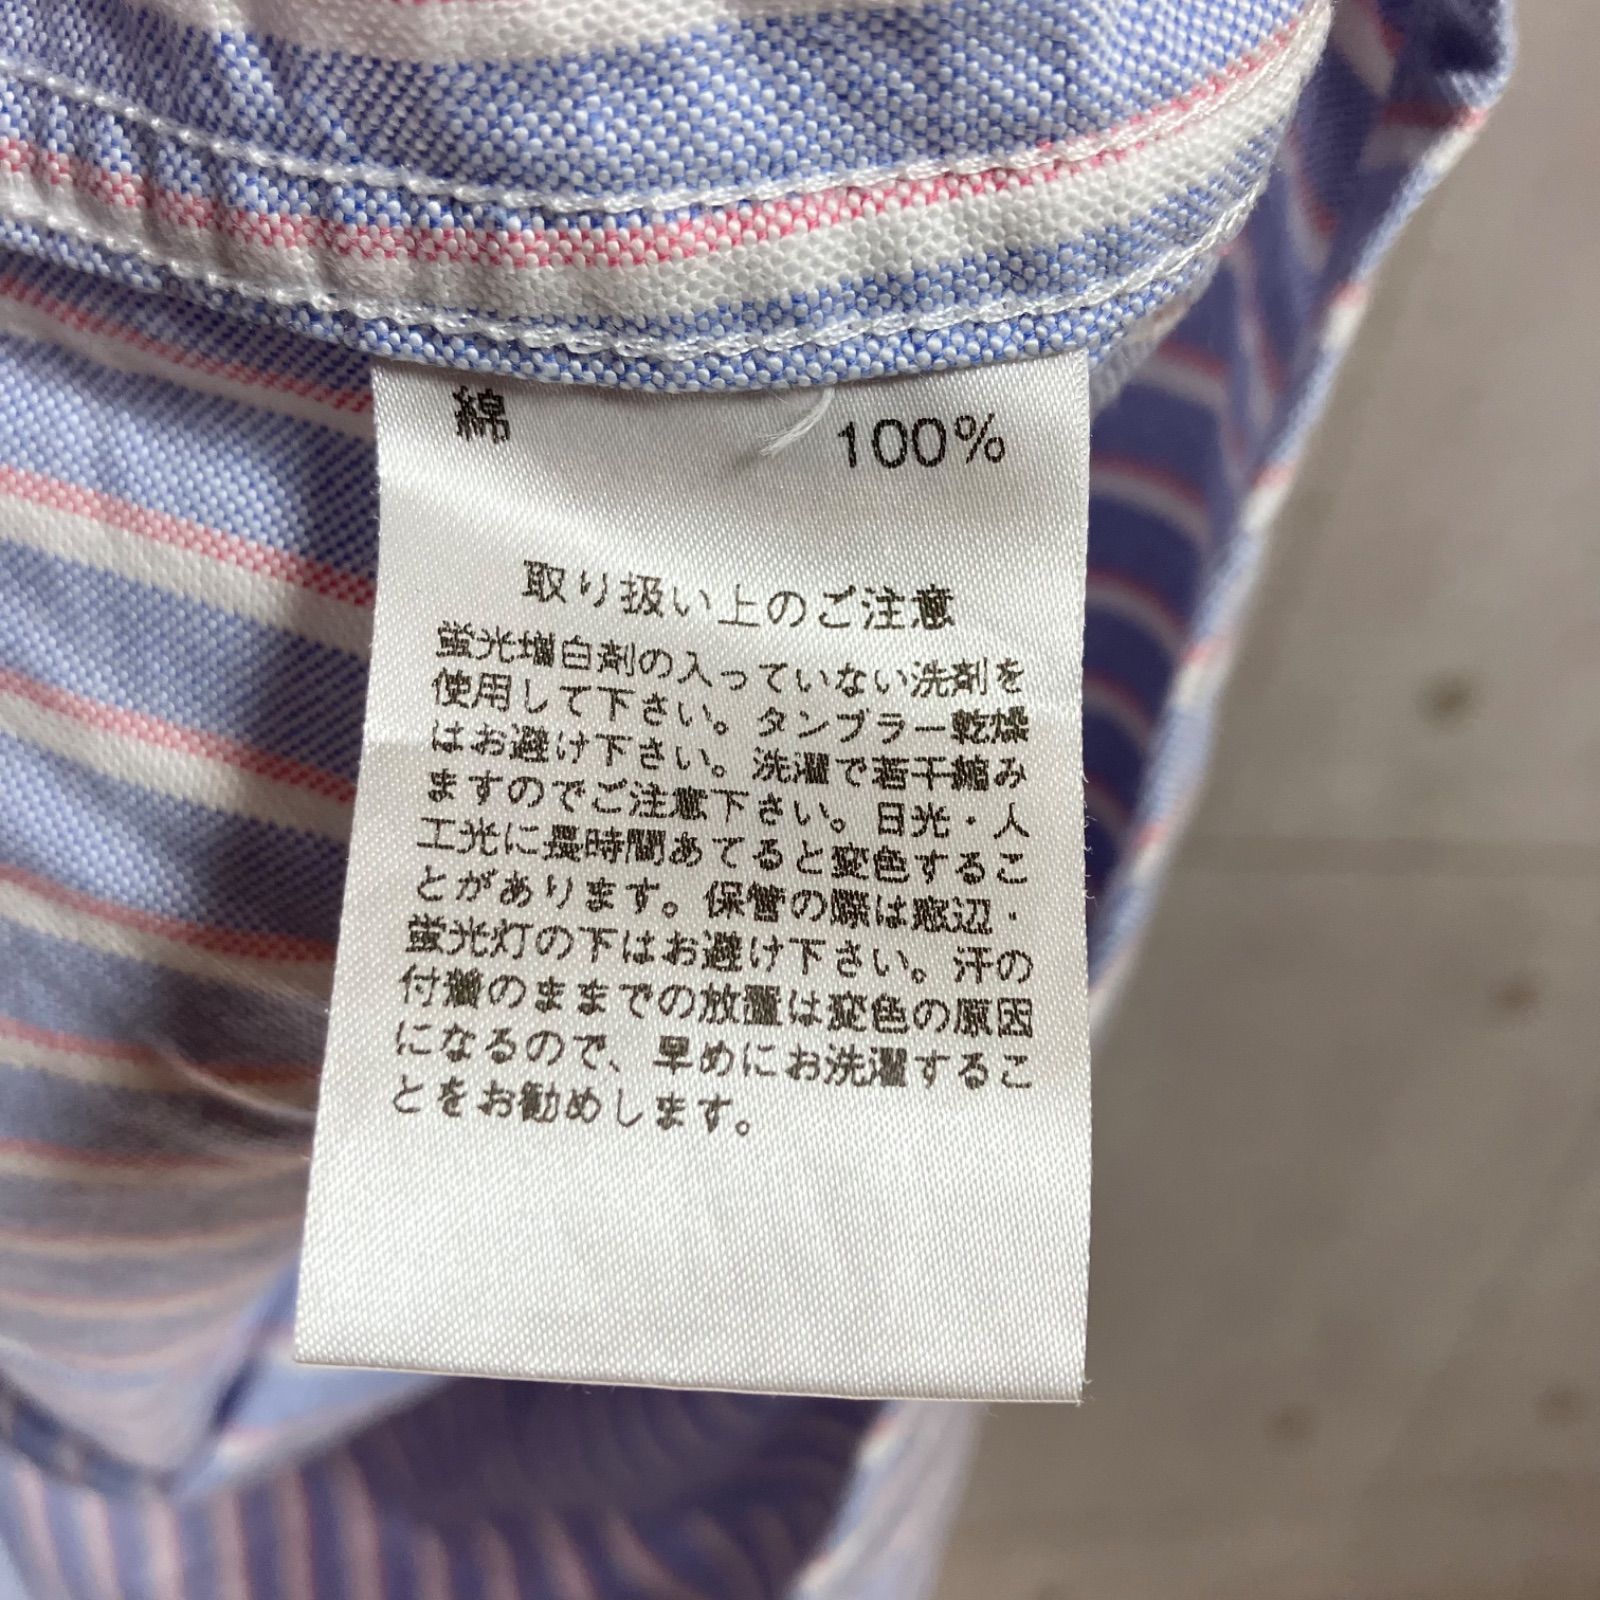 綿 100%
取り扱い上のご注意
蛍光増白剤の入っていない洗剤を
使用して下さい。タンブラー乾燥
はお避け下さい。洗濯で若干縮み
ますのでご注意下さい。日光・人
工光に長時間あてると変色するこ
とがあります。保管の際は窓辺・
蛍光灯の下はお避け下さい。汗の
付着のままでの放置は変色の原因
になるので、早めにお洗濯するこ
とをお勧めします。